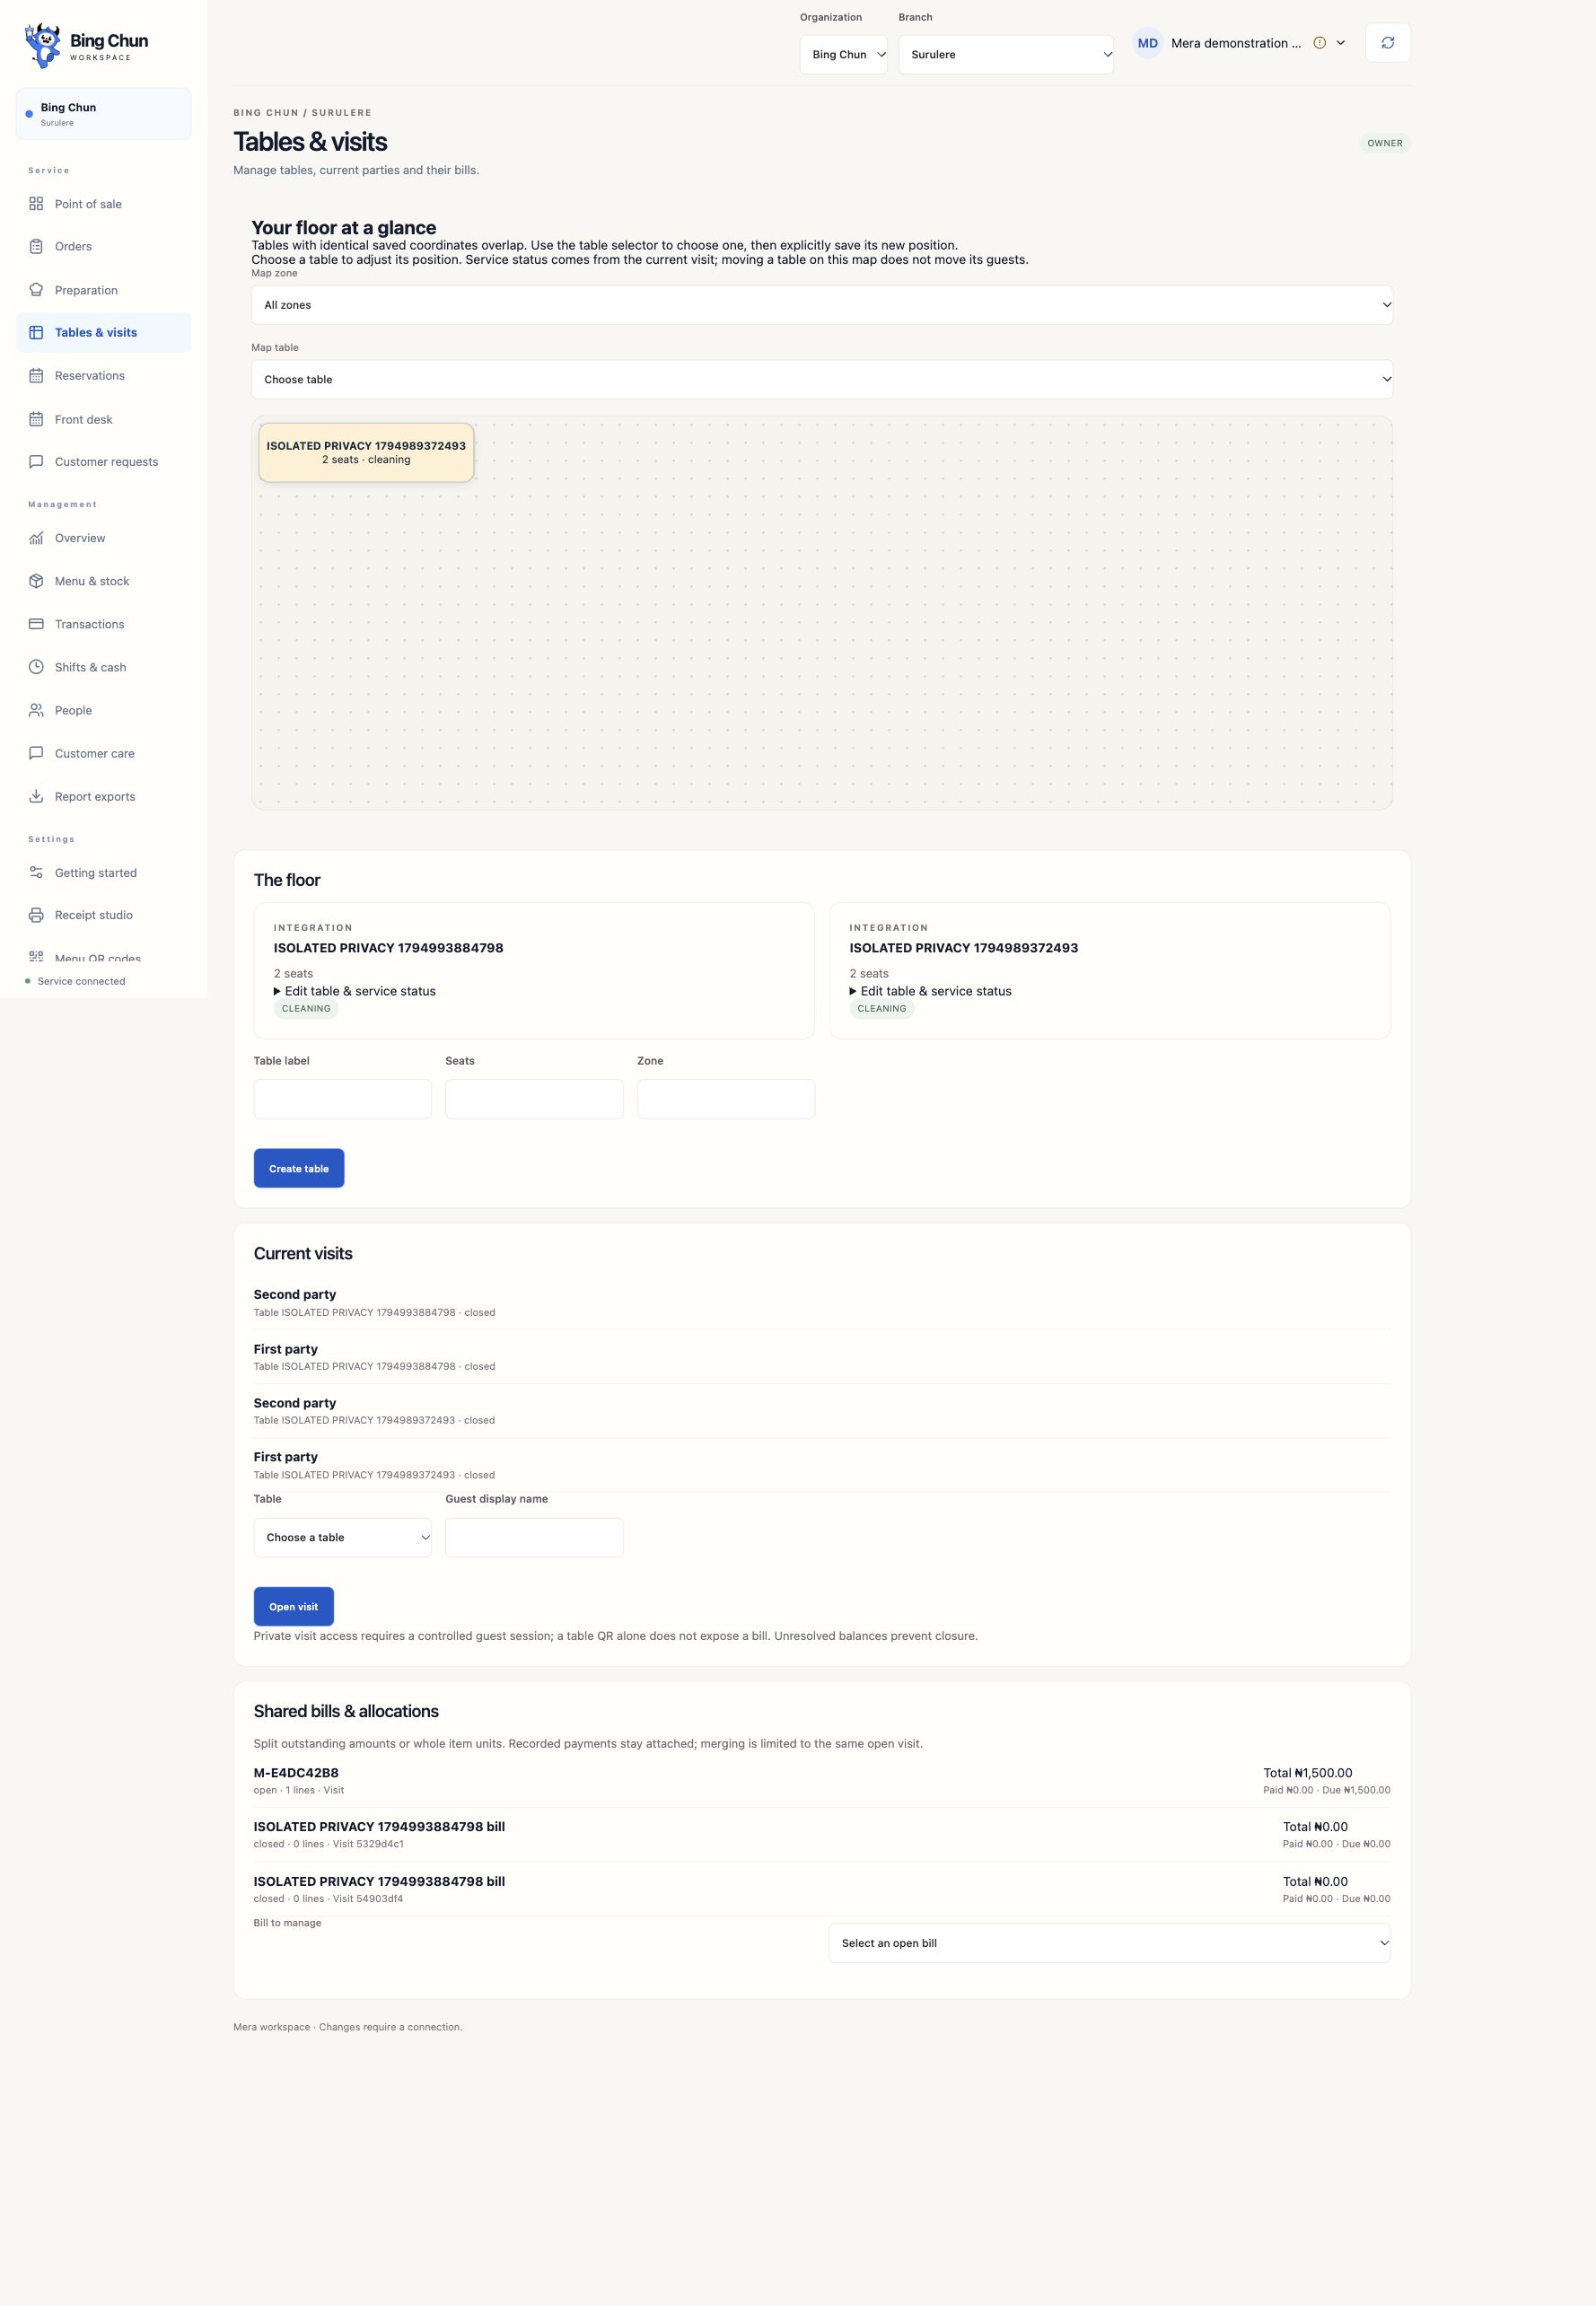 Bing Chun
WORKSPACE
Bing Chun
Surulere
Service
Point of sale
Orders
Preparation
Tables & visits
Reservations
Front desk
Customer requests
Management
Overview
Menu & stock
Transactions
Shifts & cash
People
Customer care
Report exports
Settings
Getting started
Receipt studio
Menu QR codes
Service connected
Organization
Bing Chun
Branch
Surulere
MD
Mera demonstration ...
BING CHUN / SURULERE
Tables & visits
Manage tables, current parties and their bills.
OWNER
Your floor at a glance
Tables with identical saved coordinates overlap. Use the table selector to choose one, then explicitly save its new position.
Choose a table to adjust its position. Service status comes from the current visit; moving a table on this map does not move its guests.
Map zone
All zones
Map table
Choose table
ISOLATED PRIVACY 1794989372493
2 seats · cleaning
The floor
INTEGRATION
ISOLATED PRIVACY 1794993884798
2 seats
Edit table & service status
CLEANING
INTEGRATION
ISOLATED PRIVACY 1794989372493
2 seats
Edit table & service status
CLEANING
Table label
Seats
Zone
Create table
Current visits
Second party
Table ISOLATED PRIVACY 1794993884798 · closed
First party
Table ISOLATED PRIVACY 1794993884798 · closed
Second party
Table ISOLATED PRIVACY 1794989372493 · closed
First party
Table ISOLATED PRIVACY 1794989372493 · closed
Table
Guest display name
Choose a table
Open visit
Private visit access requires a controlled guest session; a table QR alone does not expose a bill. Unresolved balances prevent closure.
Shared bills & allocations
Split outstanding amounts or whole item units. Recorded payments stay attached; merging is limited to the same open visit.
M-E4DC42B8
open · 1 lines · Visit
Total ₦1,500.00
Paid ₦0.00 · Due ₦1,500.00
ISOLATED PRIVACY 1794993884798 bill
closed · 0 lines · Visit 5329d4c1
Total ₦0.00
Paid ₦0.00 · Due ₦0.00
ISOLATED PRIVACY 1794993884798 bill
closed · 0 lines · Visit 54903df4
Total ₦0.00
Paid ₦0.00 · Due ₦0.00
Bill to manage
Select an open bill
Mera workspace · Changes require a connection.